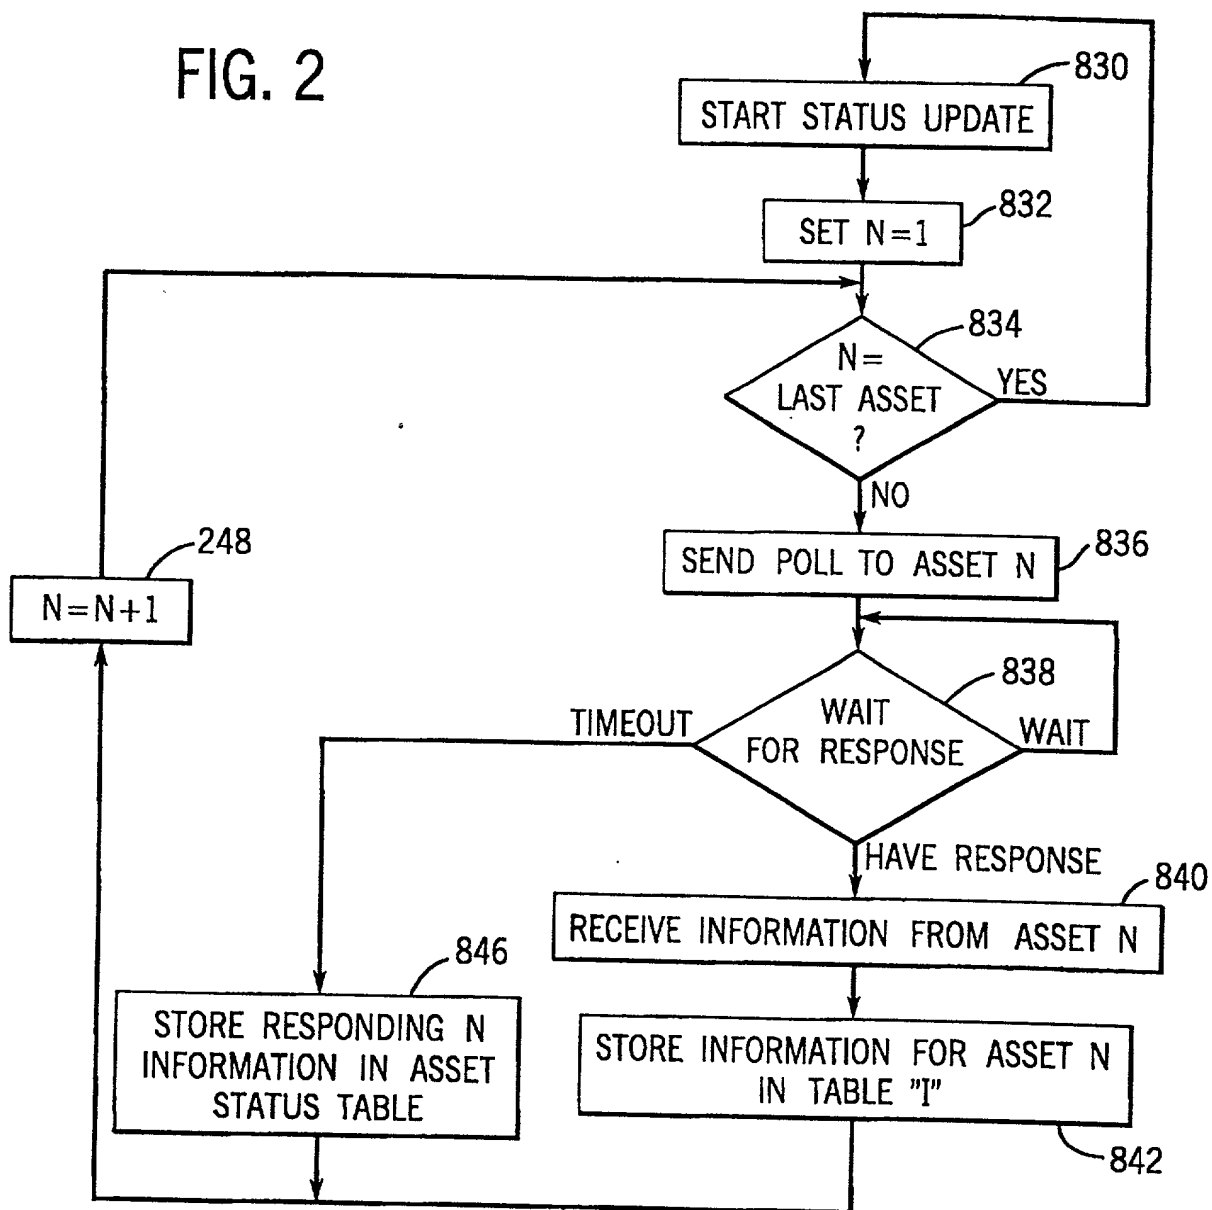 FIG. 2
830
START STATUS UPDATE
832
SET N=1
834
N=
LAST ASSET
?
YES
NO
248
N=N+1
836
SEND POLL TO ASSET N
838
WAIT
FOR RESPONSE
TIMEOUT
WAIT
HAVE RESPONSE
840
RECEIVE INFORMATION FROM ASSET N
846
STORE RESPONDING N
INFORMATION IN ASSET
STATUS TABLE
STORE INFORMATION FOR ASSET N
IN TABLE "I"
842